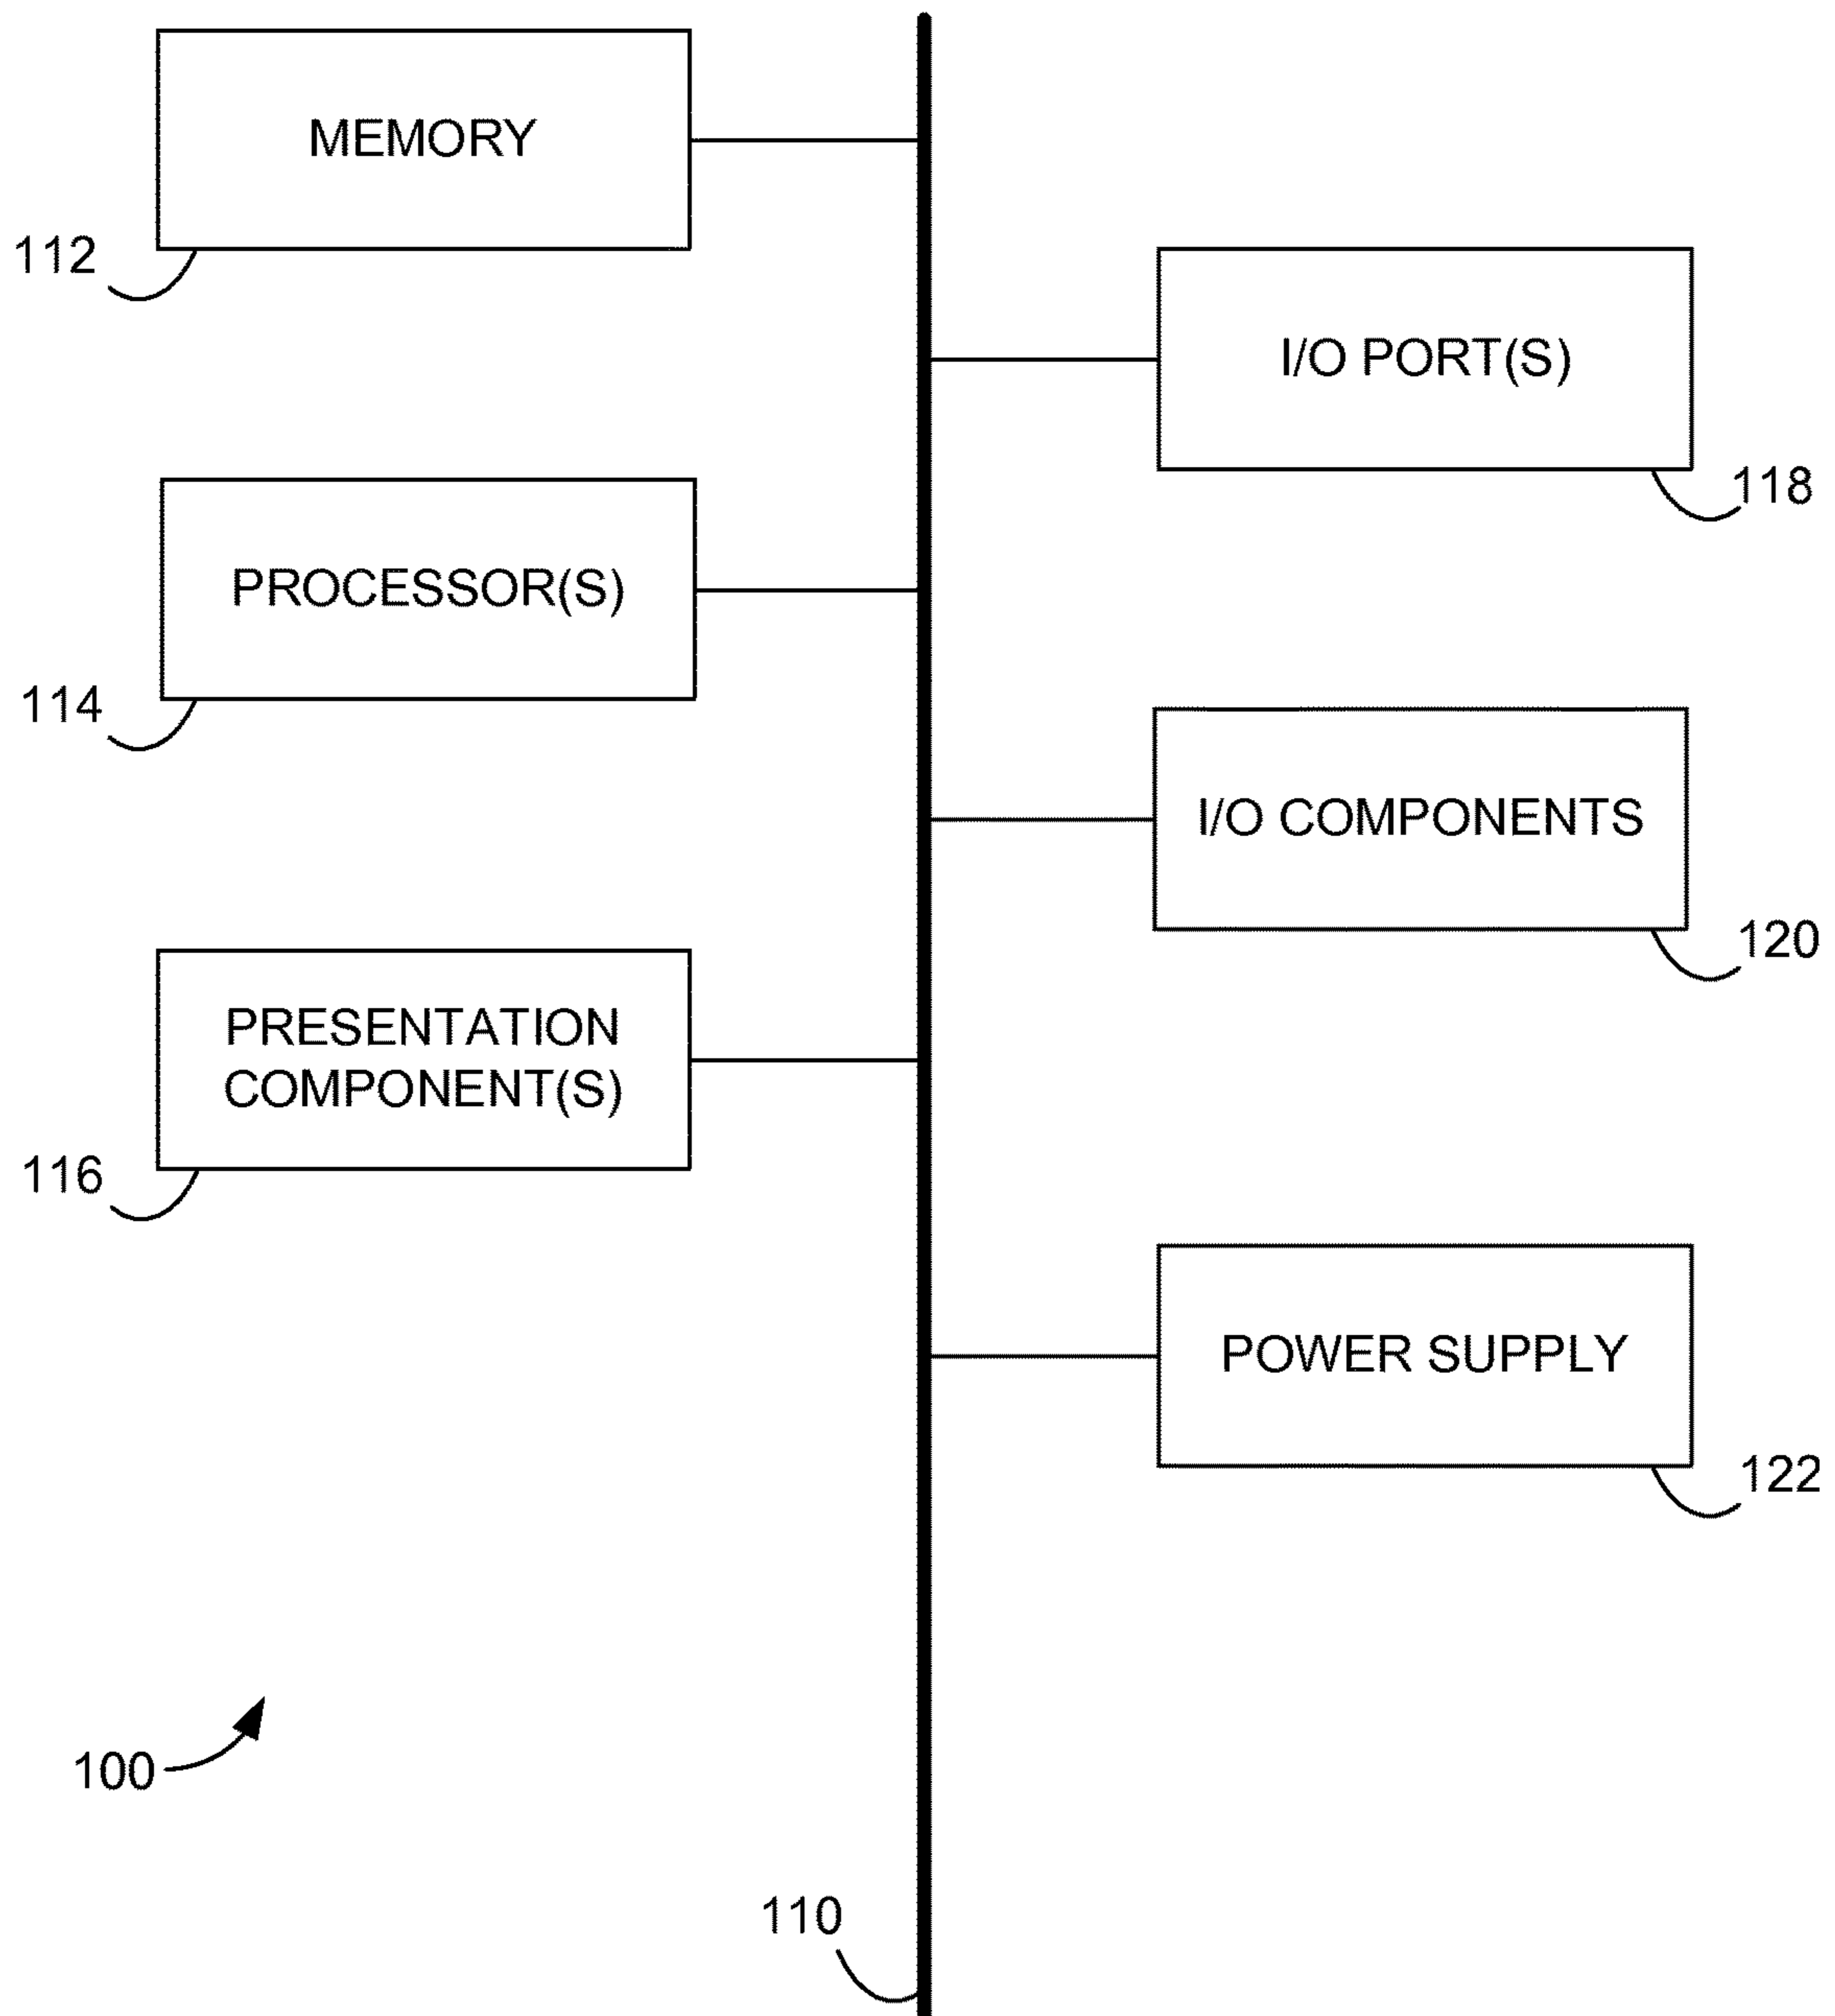 MEMORY
112
I/O PORT(S)
118
PROCESSOR(S)
114
I/O COMPONENTS
120
PRESENTATION
COMPONENT(S)
116
POWER SUPPLY
122
100
110